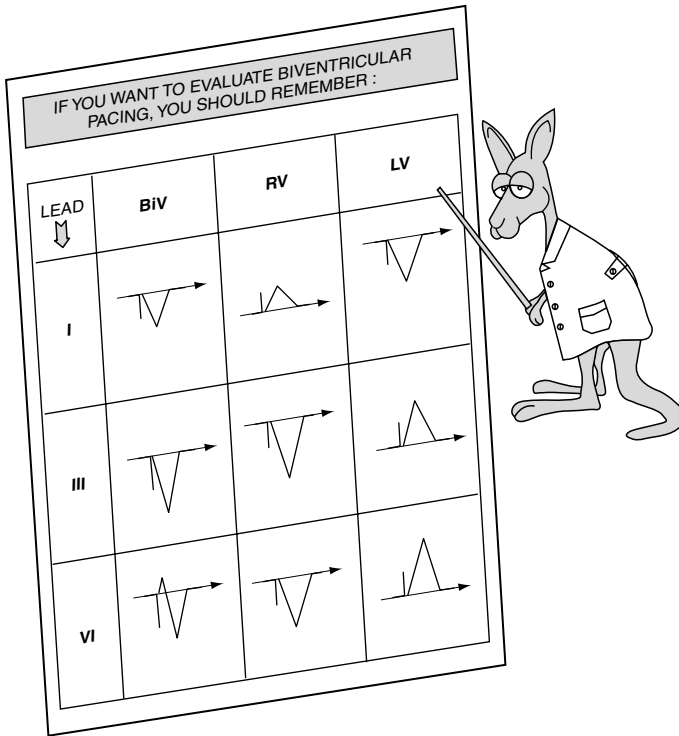 IF YOU WANT TO EVALUATE BIVENTRICULAR
PACING, YOU SHOULD REMEMBER :
LEAD BiV RV LV
I
III
VI